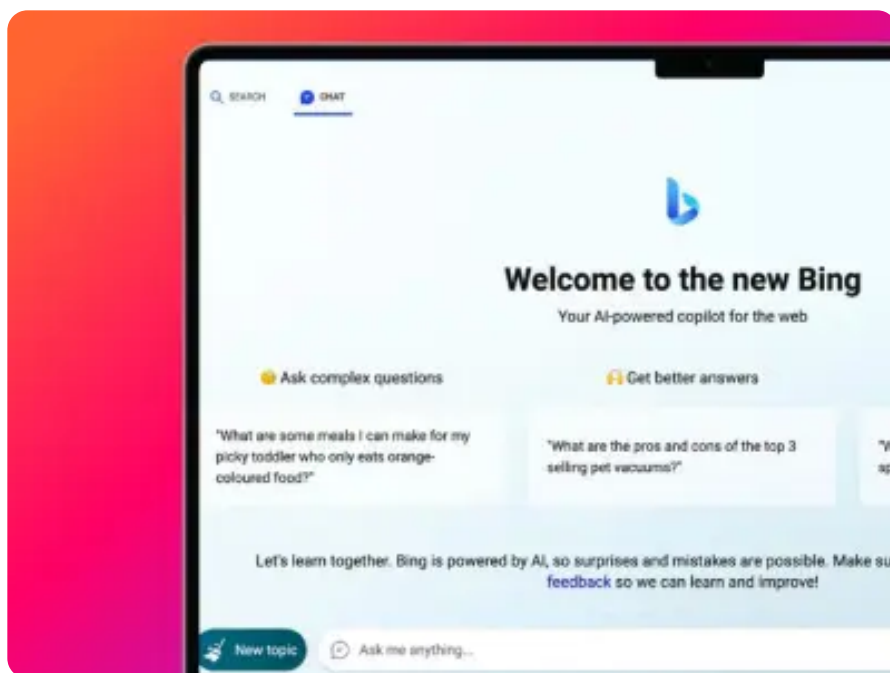 SEARCH
CHAT
Welcome to the new Bing
Your AI-powered copilot for the web
Ask complex questions
Get better answers
"What are some meals I can make for my
picky toddler who only eats orange-
coloured food?"
"What are the pros and cons of the top 3
selling pet vacuums?"
Let's learn together. Bing is powered by AI, so surprises and mistakes are possible. Make
feedback so we can learn and improve!
New topic
Ask me anything...